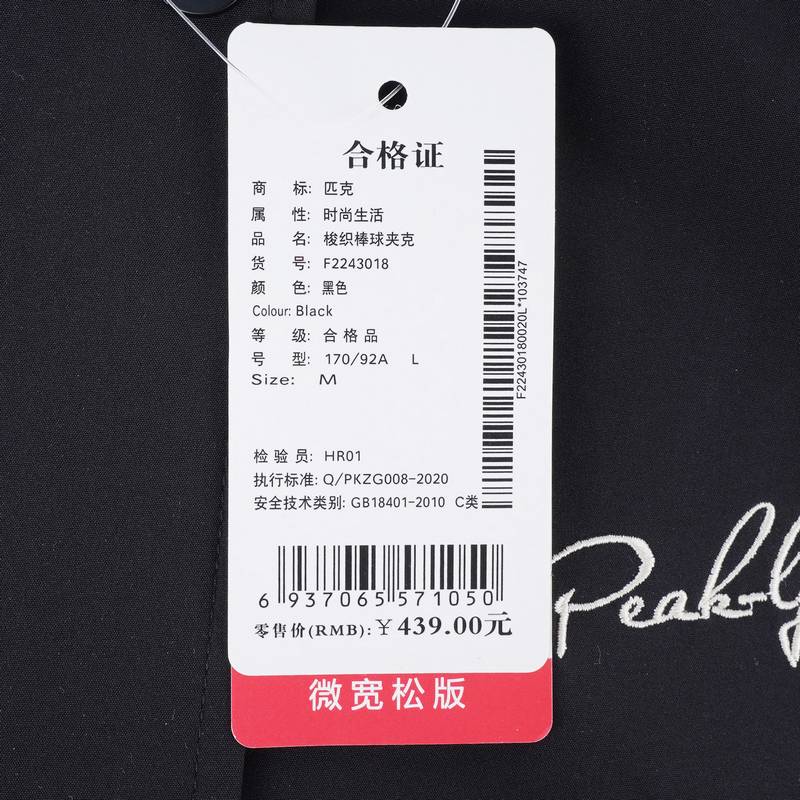 合格证
商 标: 匹克
属 性: 时尚生活
品 名: 梭织棒球夹克
货 号: F2243018
颜 色: 黑色
Colour: Black
等 级: 合格品
号 型: 170/92A L
Size: M
检验员: HR01
执行标准: Q/PKZG008-2020
安全技术类别: GB18401-2010 C类
F22430180020L*103747
6 937065 571050
零售价(RMB): ¥ 439.00元
微宽松版